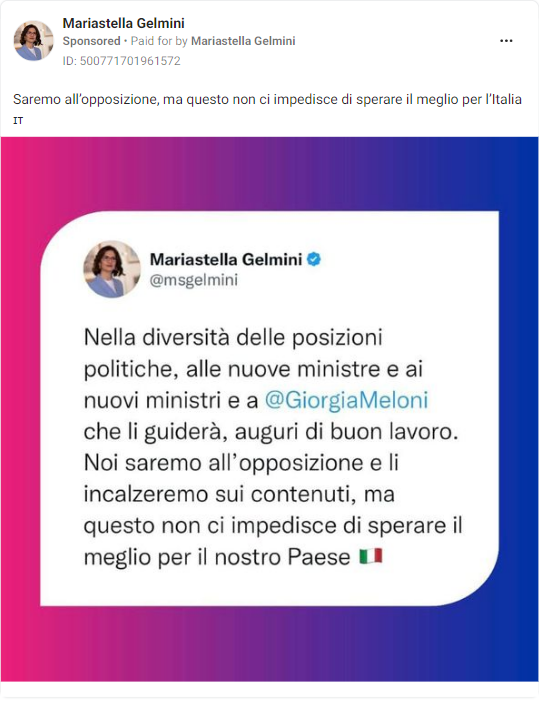 Mariastella Gelmini
Sponsored • Paid for by Mariastella Gelmini
ID: 500771701961572
Saremo all'opposizione, ma questo non ci impedisce di sperare il meglio per l'Italia
IT
Mariastella Gelmini
@msgelmini
Nella diversità delle posizioni
politiche, alle nuove ministre e ai
nuovi ministri e a @GiorgiaMeloni
che li guiderà, auguri di buon lavoro.
Noi saremo all'opposizione e li
incalzeremo sui contenuti, ma
questo non ci impedisce di sperare il
meglio per il nostro Paese 🇮🇹